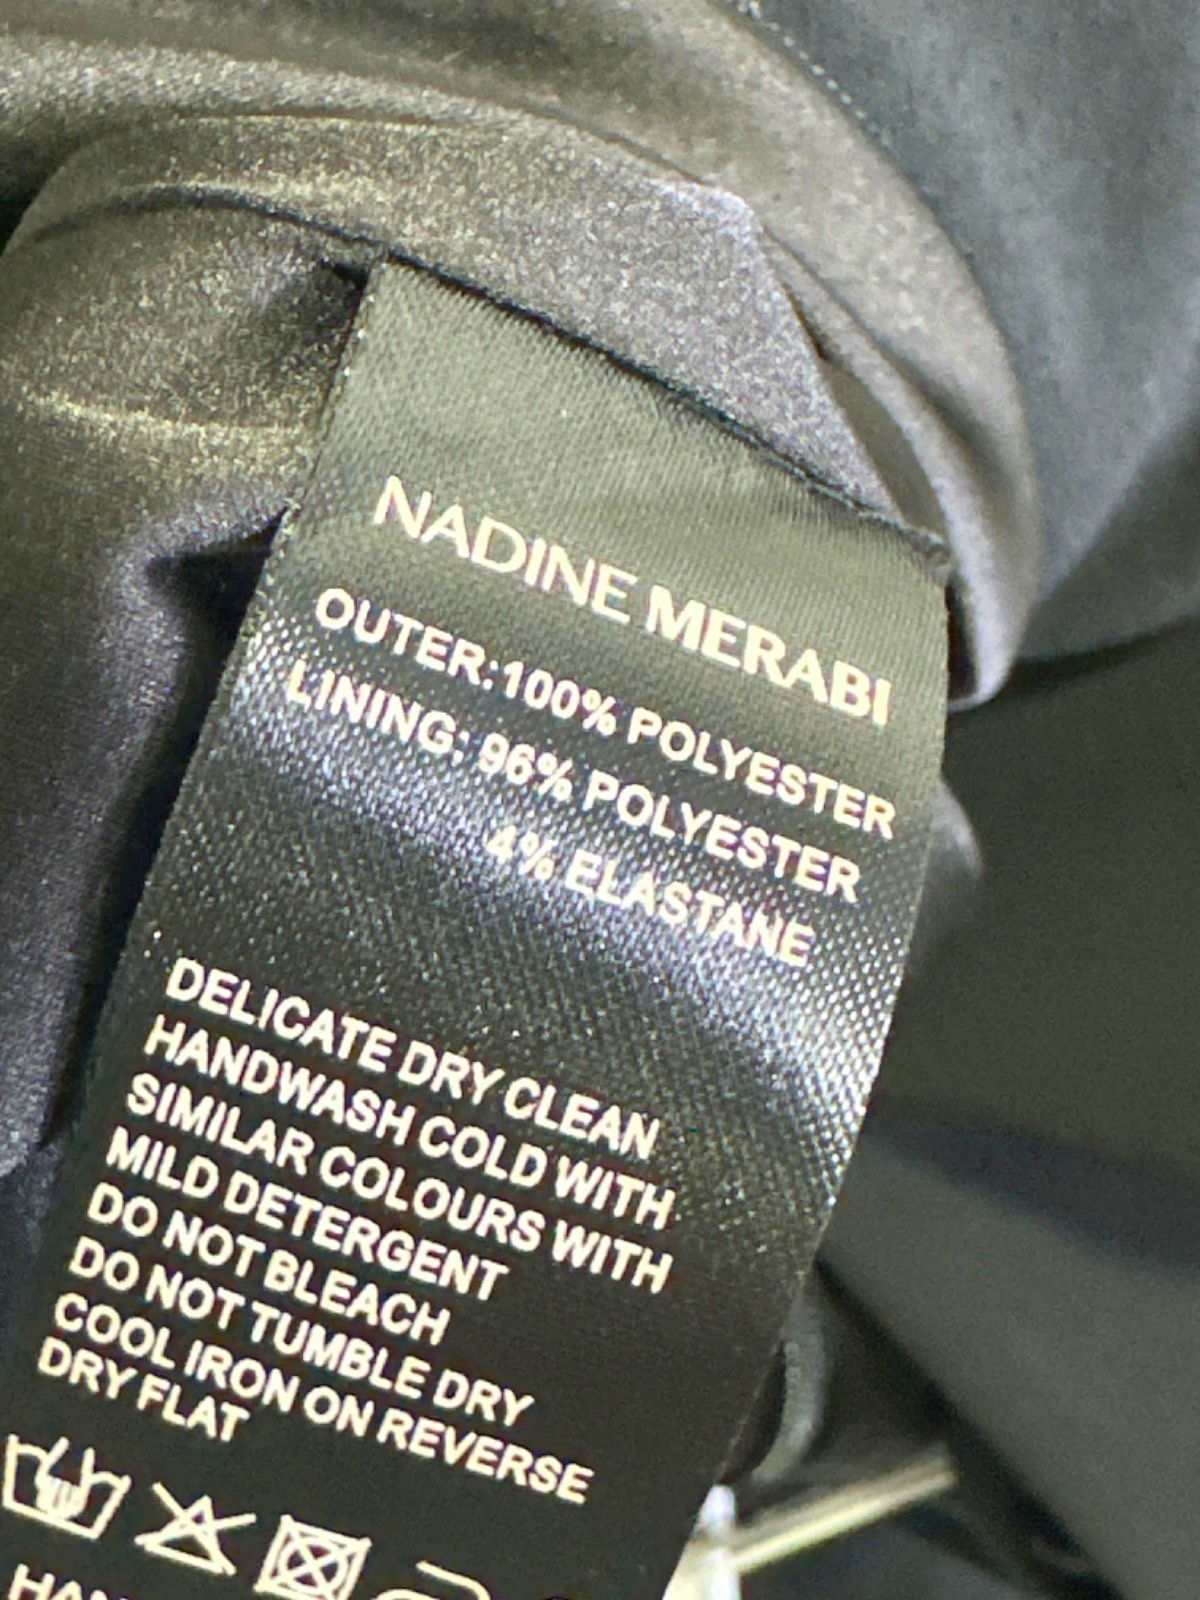 NADINE MERABI
OUTER:100% POLYESTER
LINING; 96% POLYESTER
4% ELASTANE
DELICATE DRY CLEAN
HANDWASH COLD WITH
SIMILAR COLOURS WITH
MILD DETERGENT
DO NOT BLEACH
DO NOT TUMBLE DRY
COOL IRON ON REVERSE
DRY FLAT